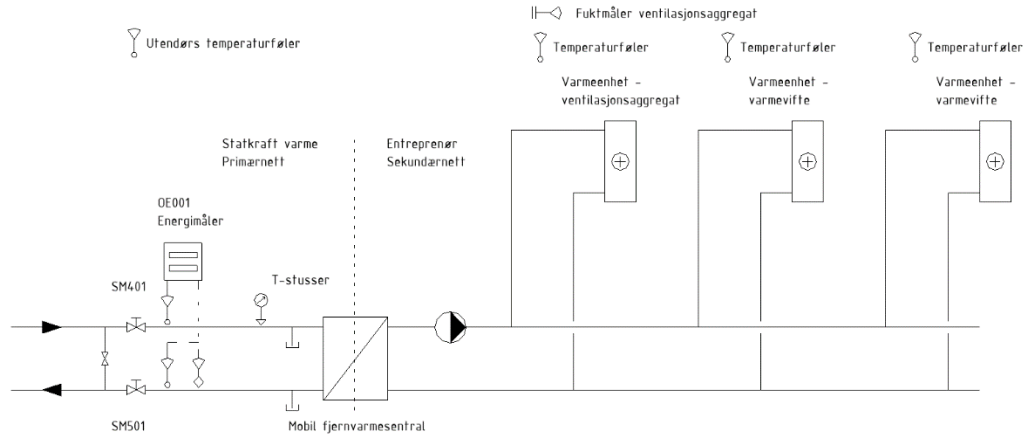 Fuktmåler ventilasjonsaggregat
Utendørs temperaturføler
Temperaturføler
Temperaturføler
Temperaturføler
Varmeenhet -
ventilasjonsaggregat
Varmeenhet -
varmevifte
Varmeenhet -
varmevifte
Statkraft varme
Primærnett
Entreprenør
Sekundærnett
OE001
Energimåler
SM401
T-stusser
SM501
Mobil fjernvarmesentral